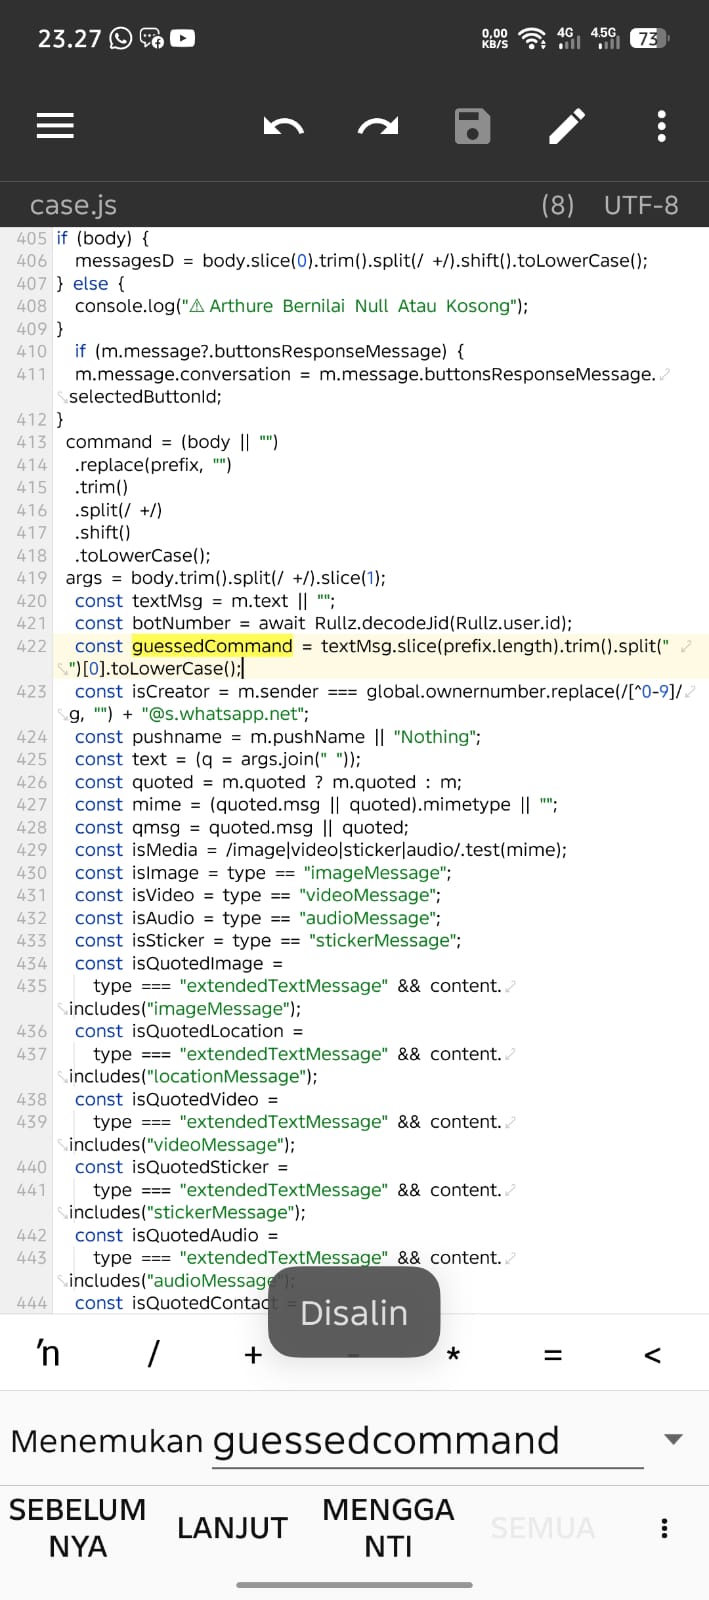 23.27
0,00 KB/S 4G 4.5G 73
case.js (8) UTF-8
405 if (body) {
406 messagesD = body.slice(0).trim().split(/ +/).shift().toLowerCase();
407 } else {
408 console.log("⚠ Arthure Bernilai Null Atau Kosong");
409 }
410 if (m.message?.buttonsResponseMessage) {
411 m.message.conversation = m.message.buttonsResponseMessage.
selectedButtonId;
412 }
413 command = (body || "")
414 .replace(prefix, "")
415 .trim()
416 .split(/ +/)
417 .shift()
418 .toLowerCase();
419 args = body.trim().split(/ +/).slice(1);
420 const textMsg = m.text || "";
421 const botNumber = await Rullz.decodeJid(Rullz.user.id);
422 const guessedCommand = textMsg.slice(prefix.length).trim().split("
")[0].toLowerCase();
423 const isCreator = m.sender === global.ownernumber.replace(/[^0-9]/
g, "") + "@s.whatsapp.net";
424 const pushname = m.pushName || "Nothing";
425 const text = (q = args.join(" "));
426 const quoted = m.quoted ? m.quoted : m;
427 const mime = (quoted.msg || quoted).mimetype || "";
428 const qmsg = quoted.msg || quoted;
429 const isMedia = /image|video|sticker|audio/.test(mime);
430 const isImage = type == "imageMessage";
431 const isVideo = type == "videoMessage";
432 const isAudio = type == "audioMessage";
433 const isSticker = type == "stickerMessage";
434 const isQuotedImage =
435 type === "extendedTextMessage" && content.
includes("imageMessage");
436 const isQuotedLocation =
437 type === "extendedTextMessage" && content.
includes("locationMessage");
438 const isQuotedVideo =
439 type === "extendedTextMessage" && content.
includes("videoMessage");
440 const isQuotedSticker =
441 type === "extendedTextMessage" && content.
includes("stickerMessage");
442 const isQuotedAudio =
443 type === "extendedTextMessage" && content.
includes("audioMessage");
444 const isQuotedContact =
Disalin
'n / + - * = <
Menemukan guessedcommand
SEBELUM
NYA
LANJUT
MENGGA
NTI
SEMUA